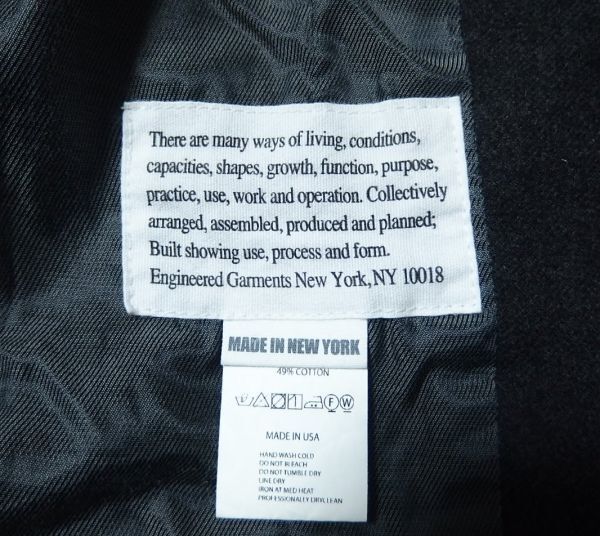 There are many ways of living, conditions,
capacities, shapes, growth, function, purpose,
practice, use, work and operation. Collectively
arranged, assembled, produced and planned;
Built showing use, process and form.
Engineered Garments New York, NY 10018
MADE IN NEW YORK
49% COTTON
F W
MADE IN USA
HAND WASH COLD
DO NOT BLEACH
DO NOT TUMBLE DRY
LINE DRY
IRON AT MED HEAT
PROFESSIONALLY DRYCLEAN